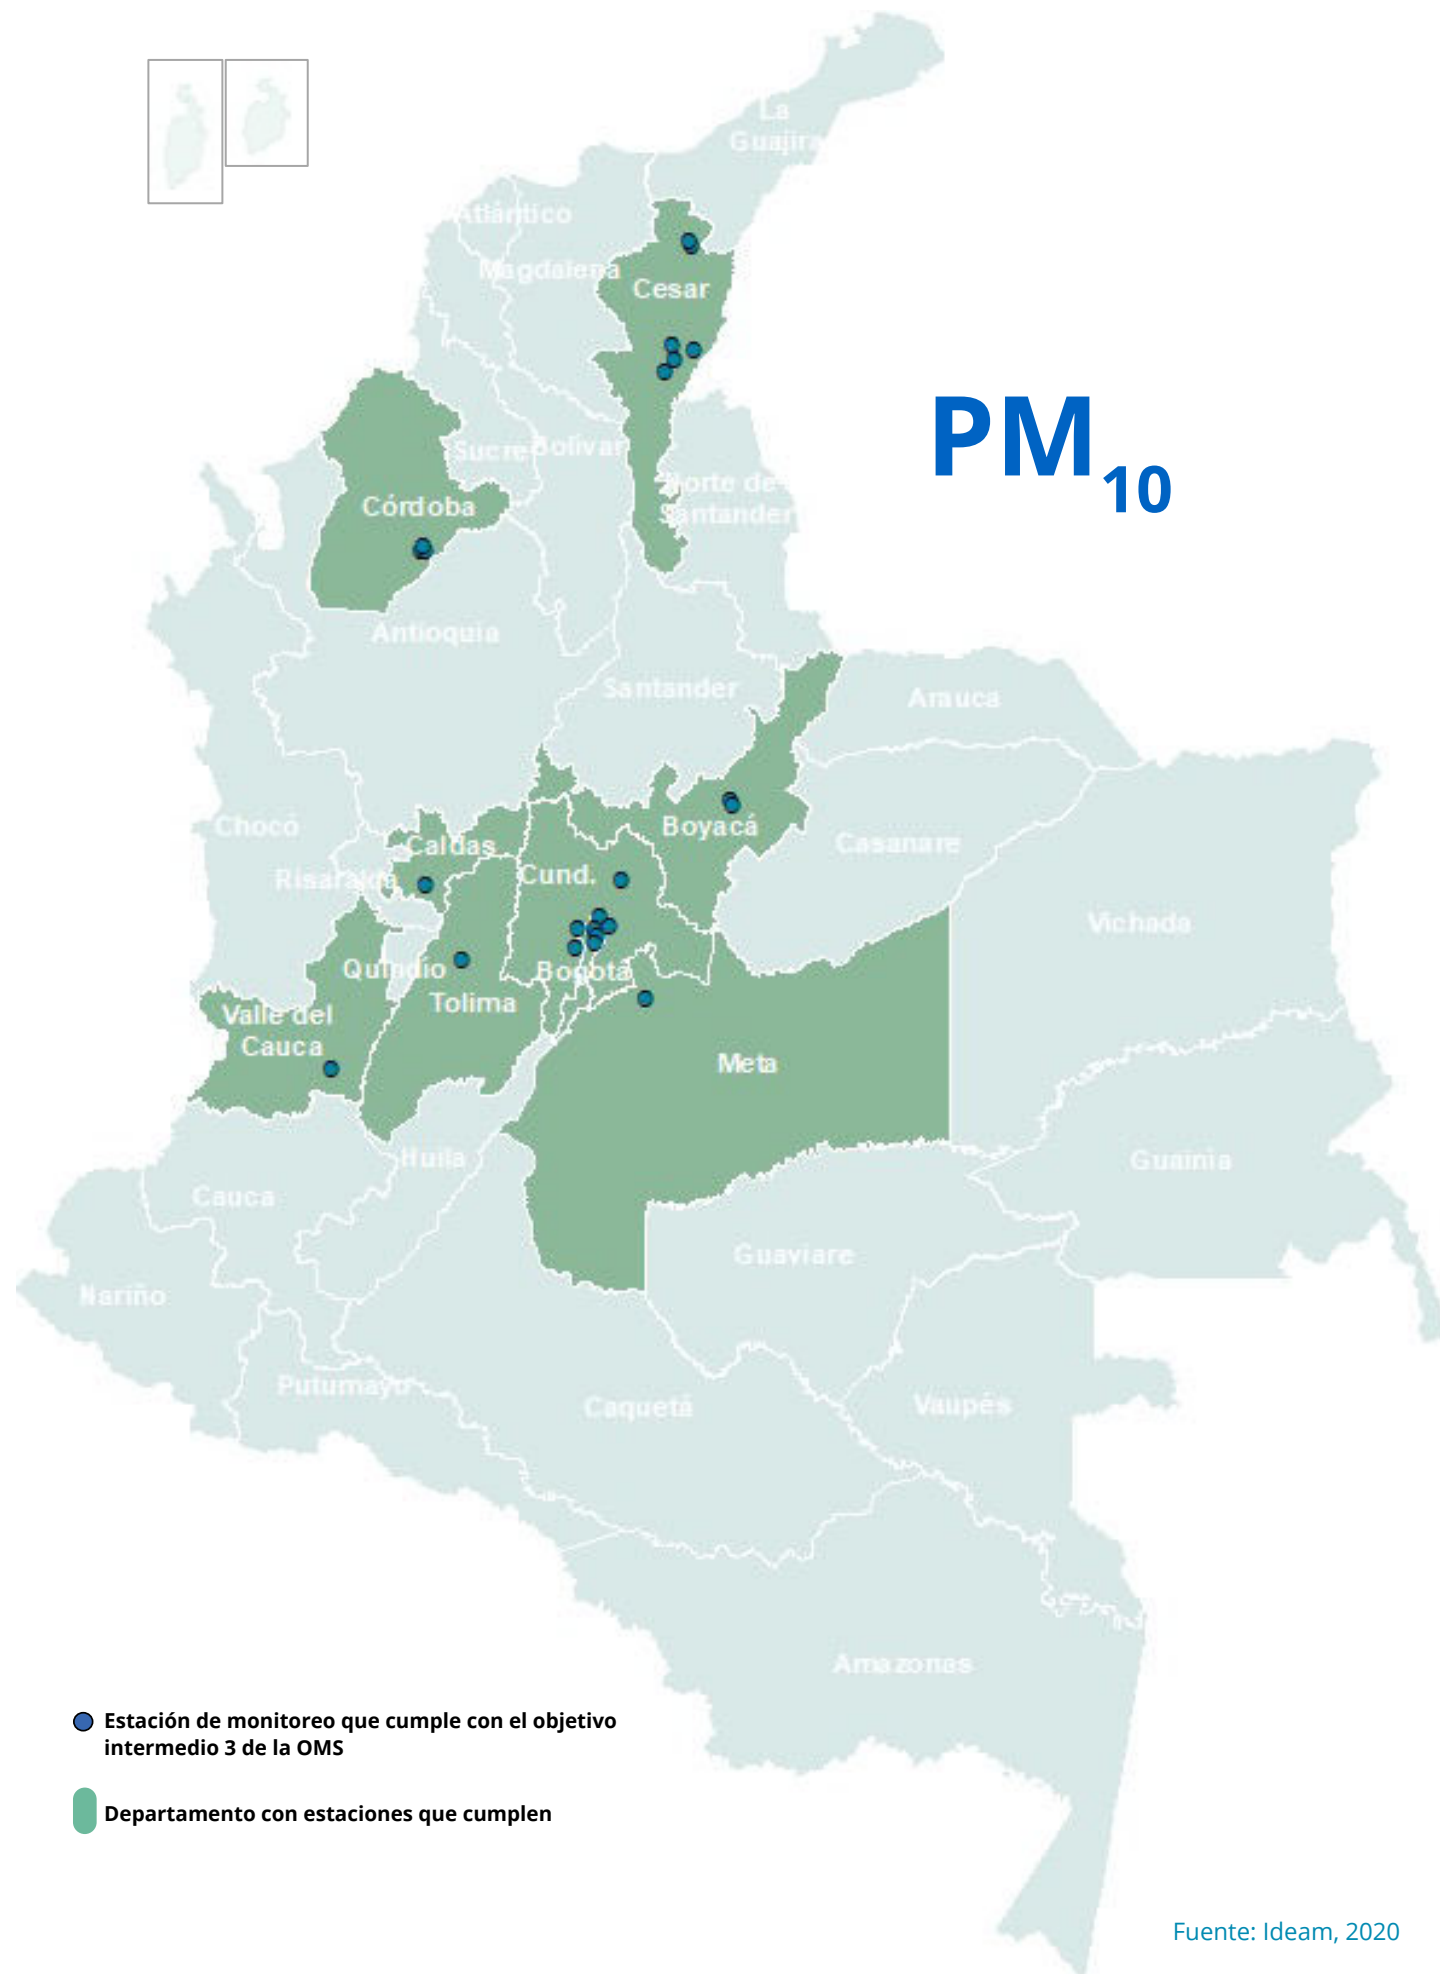 La
Guajira
Atlántico
Magdalena
Cesar
PM10
Sucre
Bolívar
Norte de
Santander
Córdoba
Antioquia
Santander
Arauca
Chocó
Caldas
Boyacá
Casanare
Risaralda
Cund.
Vichada
Quindío
Bogotá
Tolima
Valle del
Cauca
Meta
Huila
Guainia
Cauca
Guaviare
Nariño
Putumayo
Caquetá
Vaupés
Amazonas
Estación de monitoreo que cumple con el objetivo
intermedio 3 de la OMS
Departamento con estaciones que cumplen
Fuente: Ideam, 2020